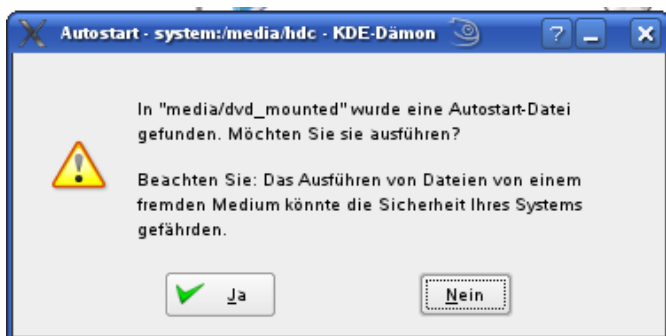 Autostart - system:/media/hdc - KDE-Dämon
In "media/dvd_mounted" wurde eine Autostart-Datei
gefunden. Möchten Sie sie ausführen?
Beachten Sie: Das Ausführen von Dateien von einem
fremden Medium könnte die Sicherheit Ihres Systems
gefährden.
Ja
Nein